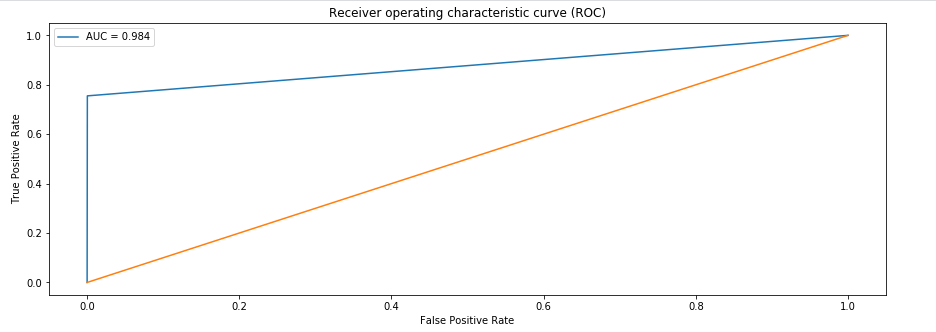 Receiver operating characteristic curve (ROC)
AUC = 0.984
True Positive Rate
1.0
0.8
0.6
0.4
0.2
0.0
0.0 0.2 0.4 0.6 0.8 1.0
False Positive Rate